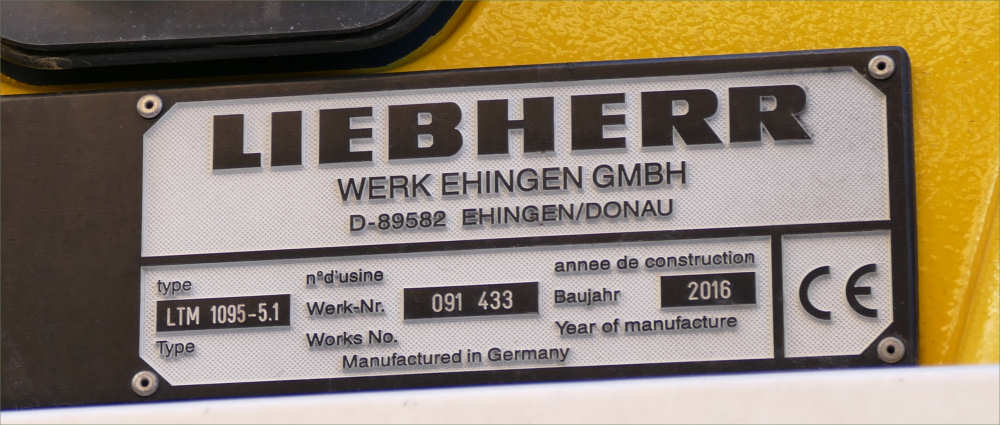 LIEBHERR
WERK EHINGEN GMBH
D-89582 EHINGEN/DONAU
type
LTM 1095-5.1
Type
n°d'usine
Werk-Nr.
Works No.
091 433
annee de construction
Baujahr
2016
Year of manufacture
Manufactured in Germany
CE